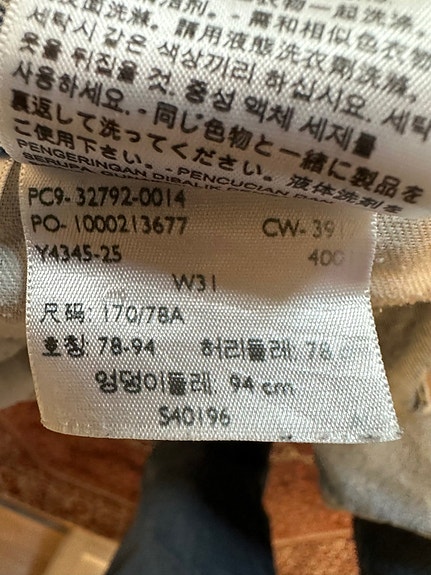 세탁시 같은 색상끼리 하십시요. 세탁
옷을 뒤집을 것. 중성 액체 세제를
사용하세요. - 同じ色物と一緒に製品を
裏返して洗ってください。液体洗剤を
ご使用下さい。 - PENCUCIAN
PENGERINGAN
PC9- 32792-0014
PO- 1000213677 CW- 391
Y4345-25 400
W31
尺码: 170/78A
호칭: 78-94 허리둘레: 78.
엉덩이둘레: 94 cm
S40196